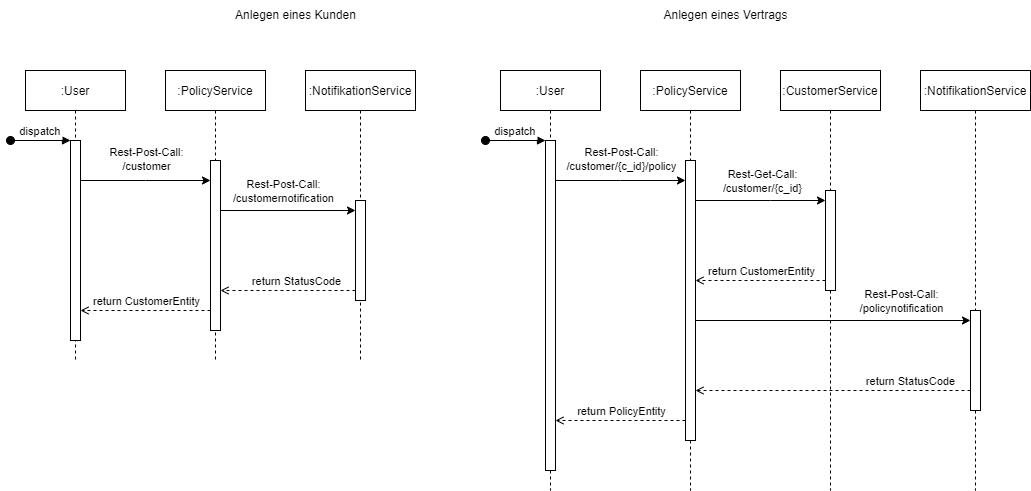 Anlegen eines Kunden
:User
:PolicyService
:NotifikationService
dispatch
Rest-Post-Call:
/customer
Rest-Post-Call:
/customernotification
return StatusCode
return CustomerEntity
Anlegen eines Vertrags
:User
:PolicyService
:CustomerService
:NotifikationService
dispatch
Rest-Post-Call:
/customer/{c_id}/policy
Rest-Get-Call:
/customer/{c_id}
return CustomerEntity
Rest-Post-Call:
/policynotification
return StatusCode
return PolicyEntity